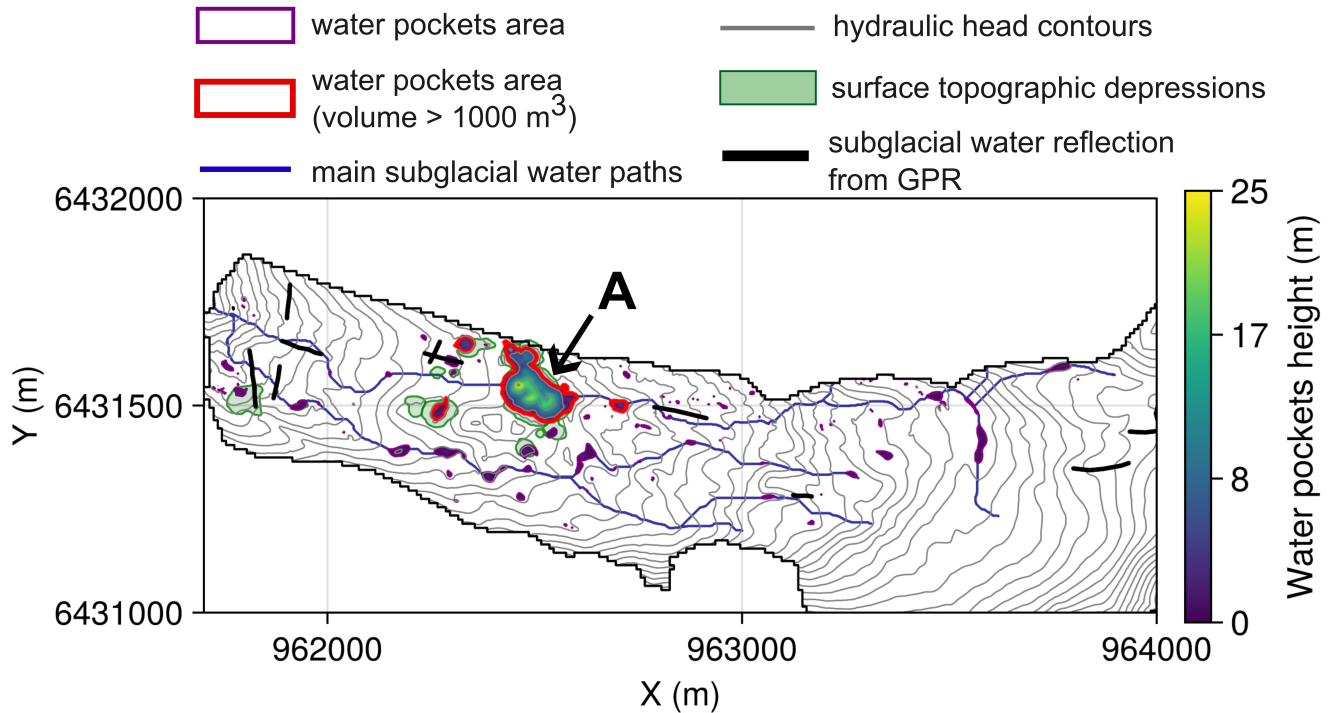 water pockets area
water pockets area
(volume > 1000 m³)
main subglacial water paths
hydraulic head contours
surface topographic depressions
subglacial water reflection
from GPR
A
6432000
6431500
6431000
Y (m)
962000
963000
964000
X (m)
25
17
8
0
Water pockets height (m)